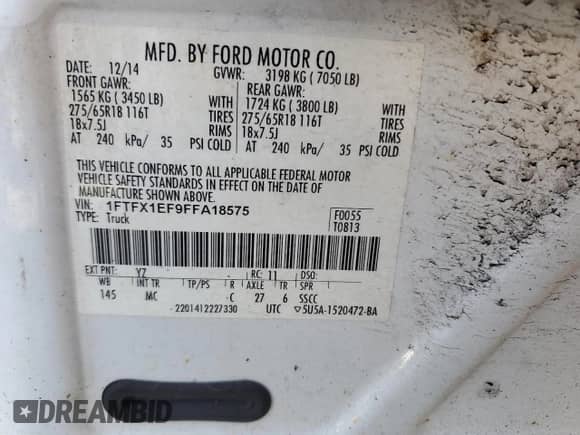 MFD. BY FORD MOTOR CO.
DATE: 12/14 GVWR: 3198 KG ( 7050 LB)
FRONT GAWR: REAR GAWR:
1565 KG ( 3450 LB) WITH 1724 KG ( 3800 LB) WITH
275/65R18 116T TIRES 275/65R18 116T TIRES
18x7.5J RIMS 18x7.5J RIMS
AT 240 kPa/ 35 PSI COLD AT 240 kPa/ 35
THIS VEHICLE CONFORMS TO ALL APPLICABLE FEDERAL MOTOR
VEHICLE SAFETY STANDARDS IN EFFECT ON THE DATE OF
MANUFACTURE SHOWN ABOVE.
VIN: 1FTFX1EF9FFA18575 F0055
TYPE: Truck T0813
EXT PNT: YZ RC: 11 DSO:
WB INT TR TP/PS R AXLE TR SPR
145 MC C 27 6 SSCC
2201412227330 UTC ▽5U5A-1520472-BA
DREAMBID